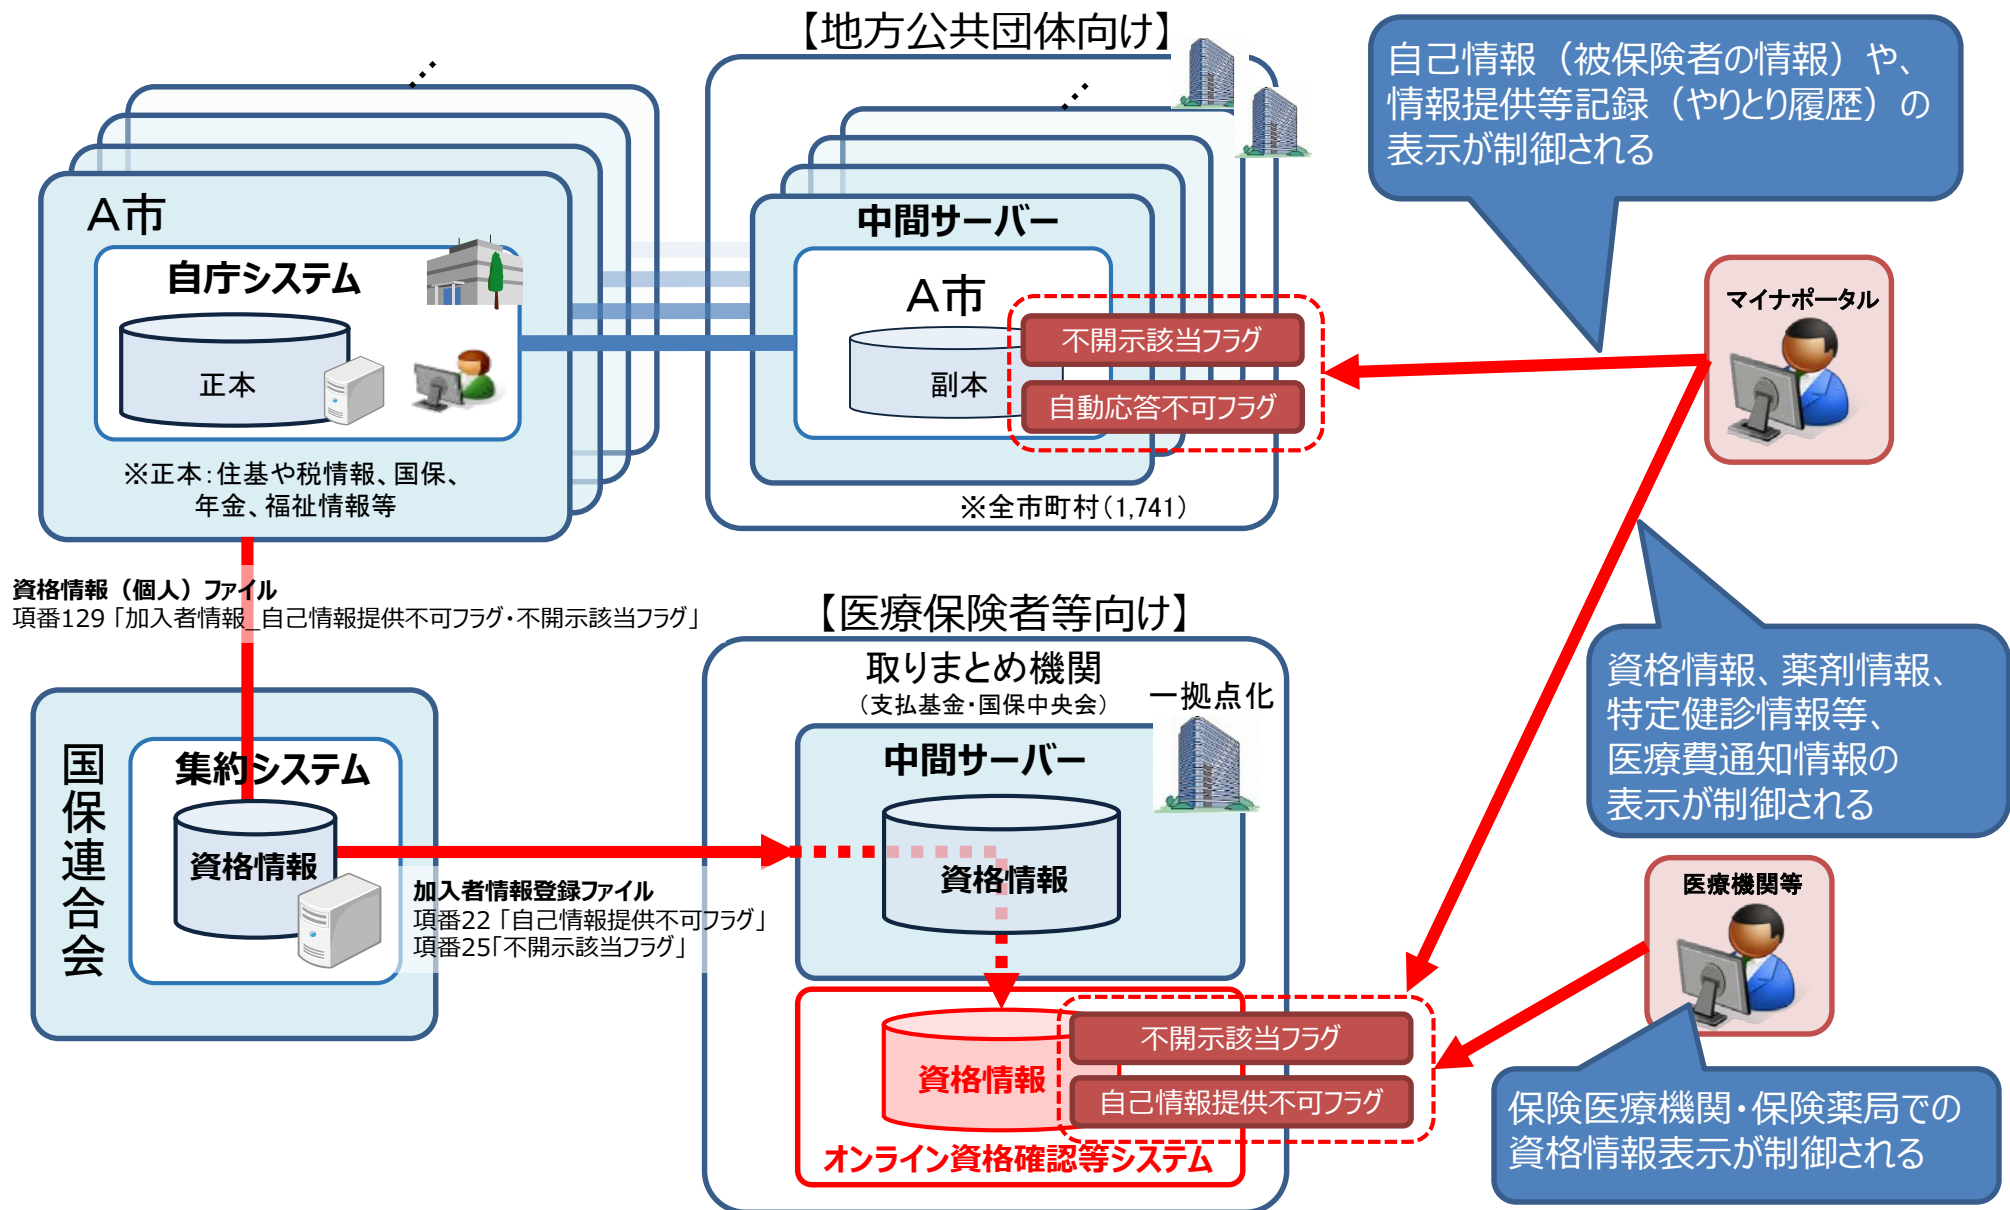 【地方公共団体向け】
自己情報（被保険者の情報）や、
情報提供等記録（やりとり履歴）の
表示が制御される
A市
自庁システム
正本
※正本：住基や税情報、国保、
年金、福祉情報等
中間サーバー
A市
副本
不開示該当フラグ
自動応答不可フラグ
※全市町村（1,741）
マイナポータル
資格情報（個人）ファイル
項番129「加入者情報_自己情報提供不可フラグ・不開示該当フラグ」
【医療保険者等向け】
取りまとめ機関
（支払基金・国保中央会）
一拠点化
中間サーバー
資格情報
国保連合会
集約システム
資格情報
加入者情報登録ファイル
項番22「自己情報提供不可フラグ」
項番25「不開示該当フラグ」
資格情報
不開示該当フラグ
自己情報提供不可フラグ
オンライン資格確認等システム
資格情報、薬剤情報、
特定健診情報等、
医療費通知情報の
表示が制御される
医療機関等
保険医療機関・保険薬局での
資格情報表示が制御される